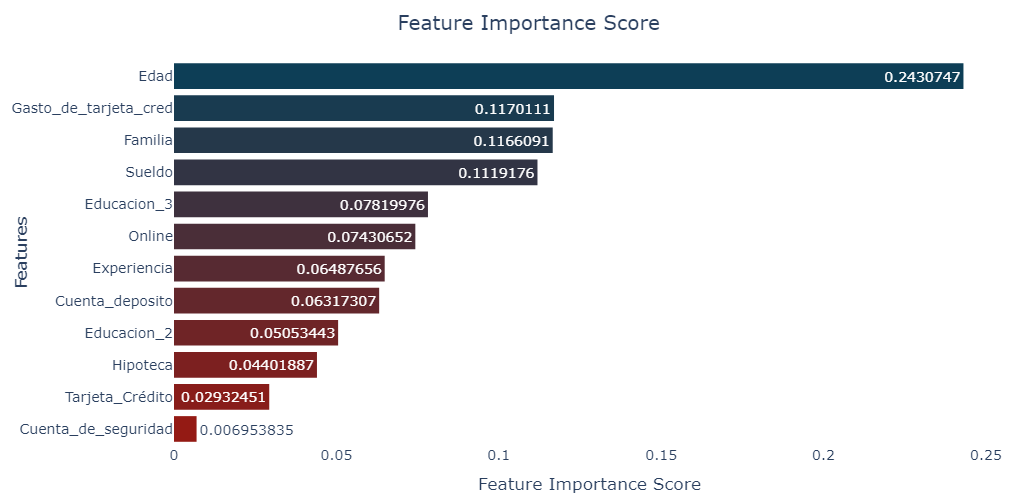 Feature Importance Score
Edad 0.2430747
Gasto_de_tarjeta_cred 0.1170111
Familia 0.1166091
Sueldo 0.1119176
Educacion_3 0.07819976
Online 0.07430652
Experiencia 0.06487656
Cuenta_deposito 0.06317307
Educacion_2 0.05053443
Hipoteca 0.04401887
Tarjeta_Crédito 0.02932451
Cuenta_de_seguridad 0.006953835
Features
0 0.05 0.1 0.15 0.2 0.25
Feature Importance Score